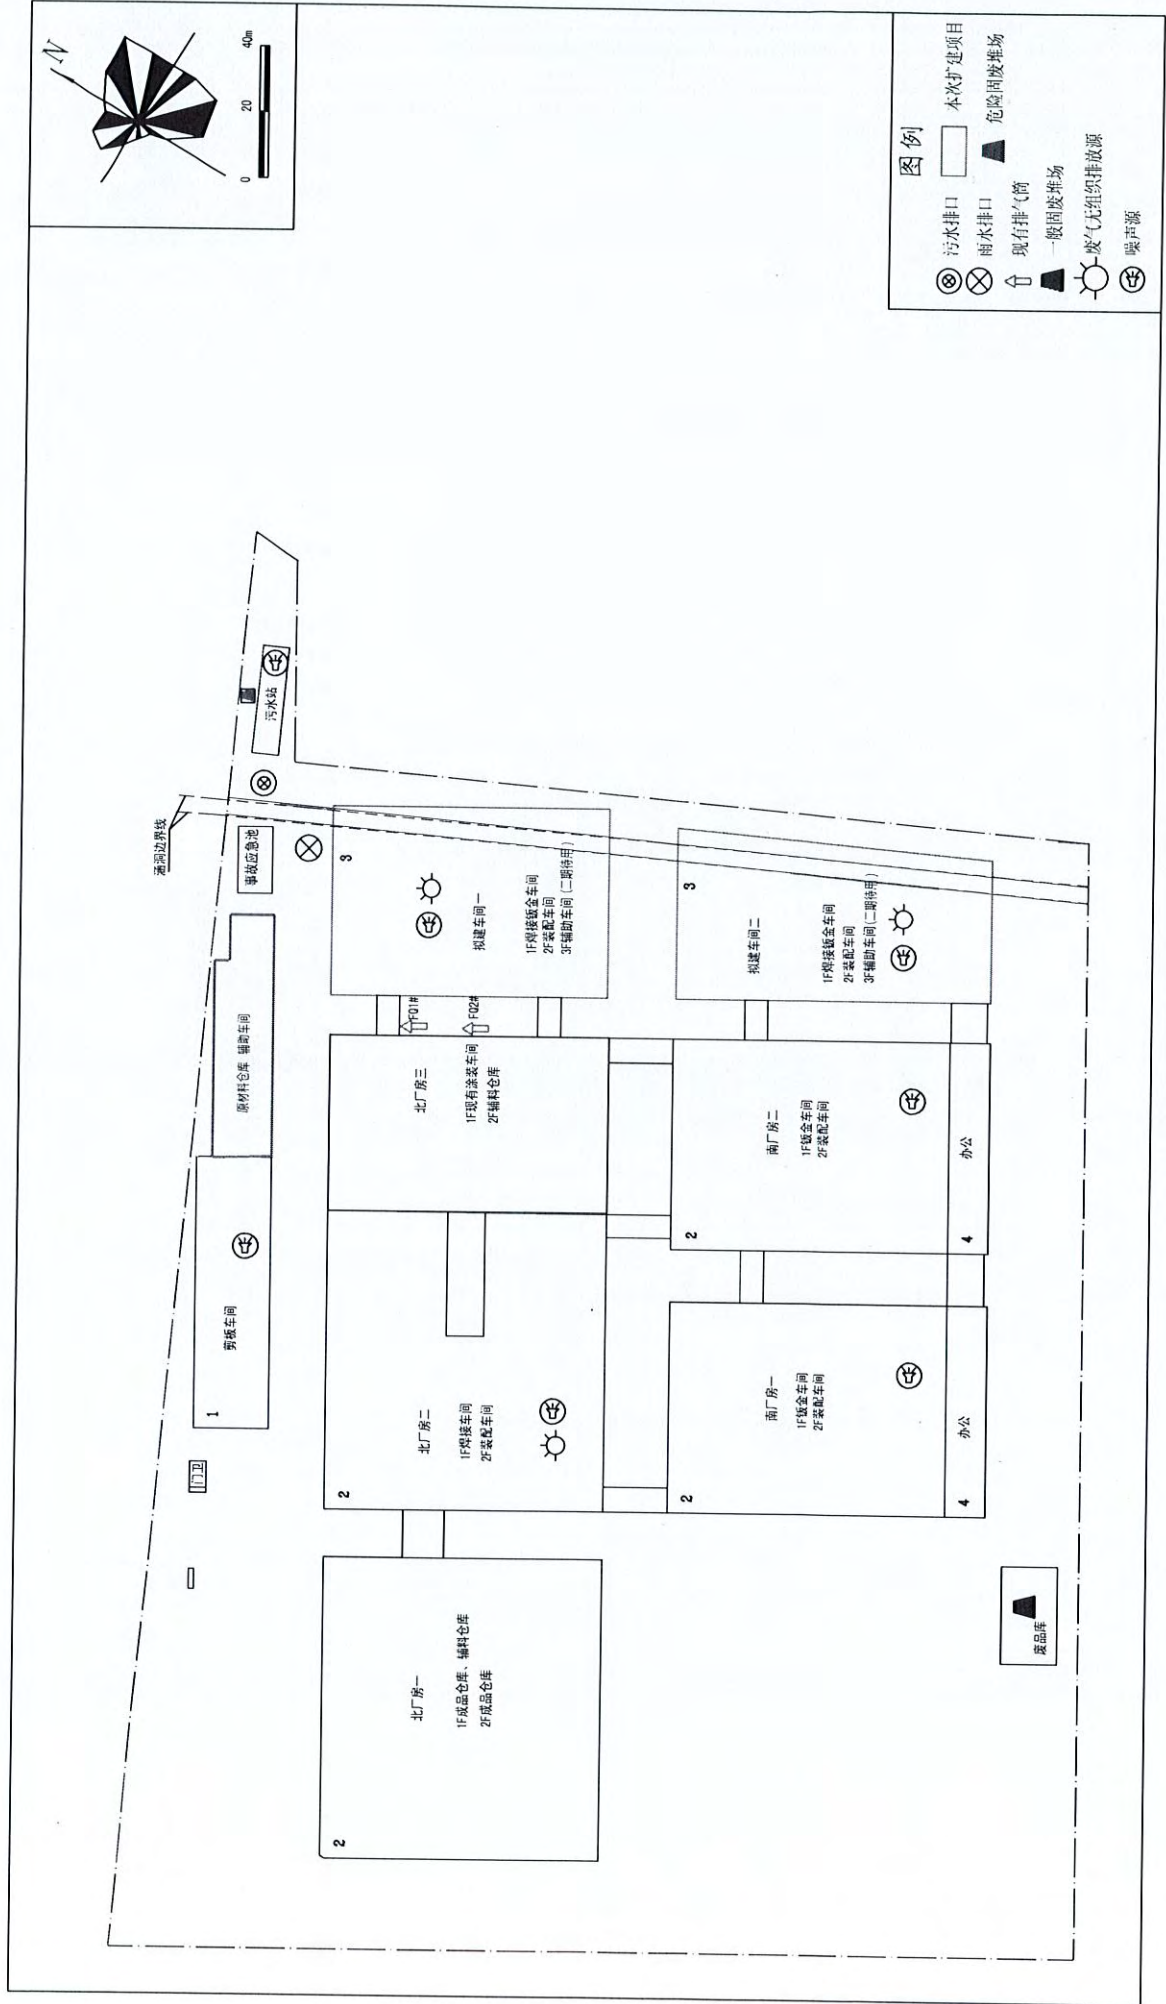 N
0 20 40m
涵洞边界线
门卫
1
剪板车间
原材料仓库 辅助车间
事故应急池
污水站
2
北厂房一
1F成品仓库、辅料仓库
2F成品仓库
2
北厂房二
1F焊接车间
2F装配车间
北厂房三
1F现有涂装车间
2F辅料仓库
FQ1#
FQ2#
3
拟建车间一
1F焊接钣金车间
2F装配车间
3F辅助车间(二期待用)
2
南厂房一
1F钣金车间
2F装配车间
4
办公
2
南厂房二
1F钣金车间
2F装配车间
4
办公
3
拟建车间二
1F焊接钣金车间
2F装配车间
3F辅助车间(二期待用)
废品库
图例
污水排口 本次扩建项目
雨水排口 危险固废堆场
现有排气筒
一般固废堆场
废气无组织排放源
噪声源